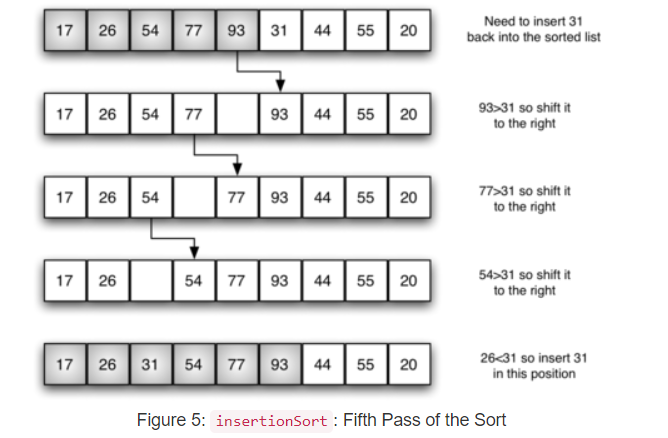 17 26 54 77 93 31 44 55 20
Need to insert 31
back into the sorted list
17 26 54 77 93 44 55 20
93>31 so shift it
to the right
17 26 54 77 93 44 55 20
77>31 so shift it
to the right
17 26 54 77 93 44 55 20
54>31 so shift it
to the right
17 26 31 54 77 93 44 55 20
26<31 so insert 31
in this position
Figure 5: insertionSort : Fifth Pass of the Sort